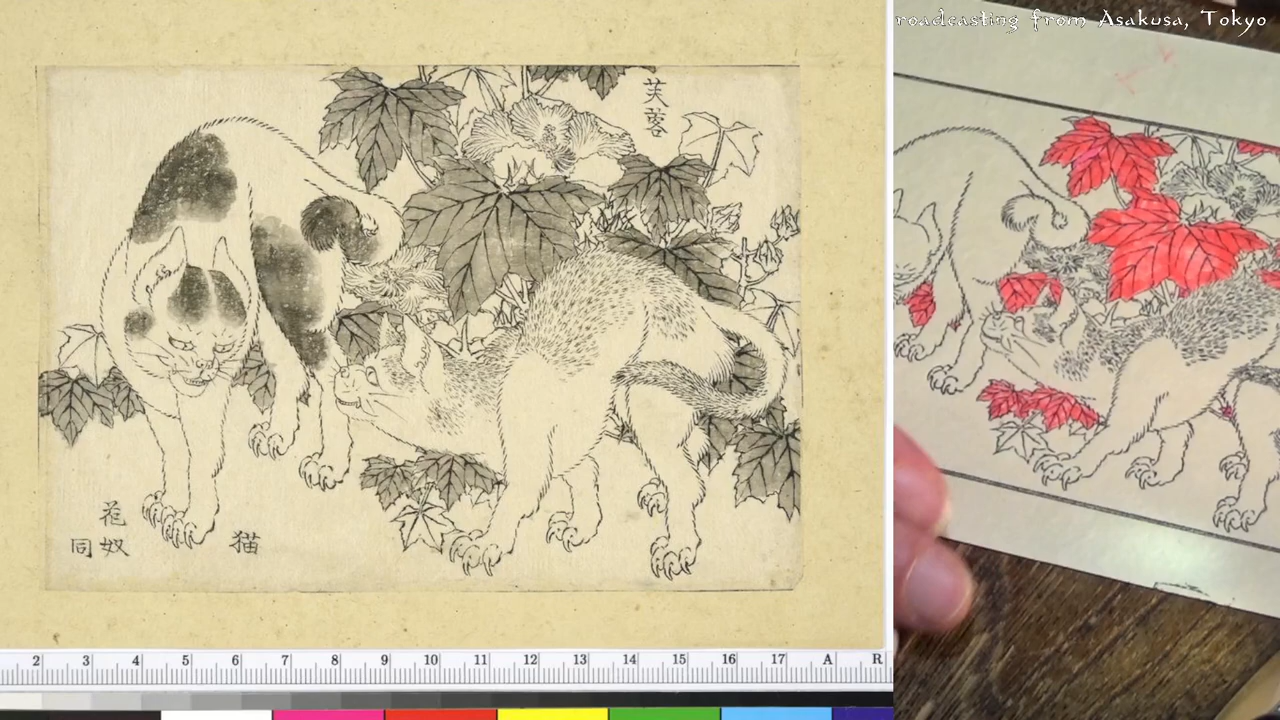 roadcasting from Asakusa, Tokyo
芙蓉
猫
花奴
同
2 3 4 5 6 7 8 9 10 11 12 13 14 15 16 17 A R